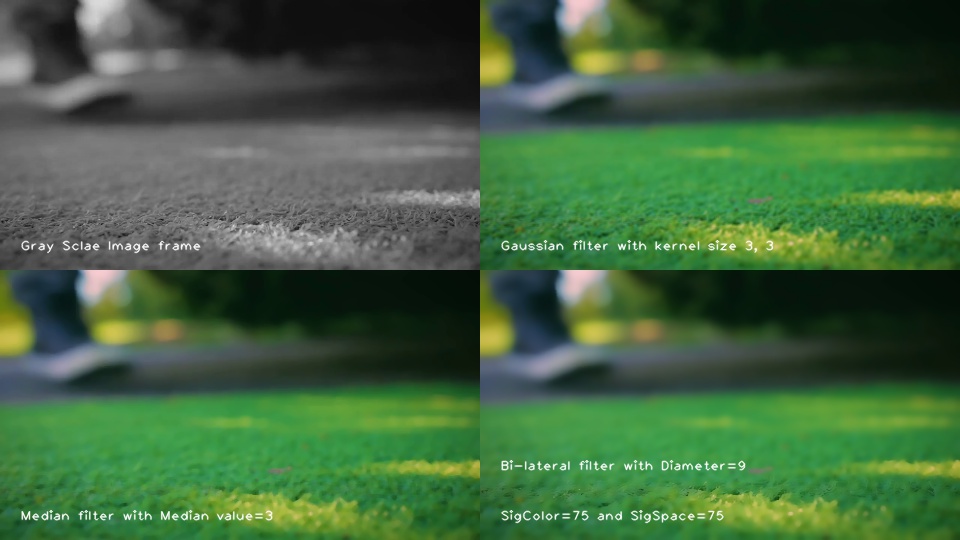 Gray Sclae Image frame
Gaussian filter with kernel size 3, 3
Median filter with Median value=3
Bi-lateral filter with Diameter=9
SigColor=75 and SigSpace=75